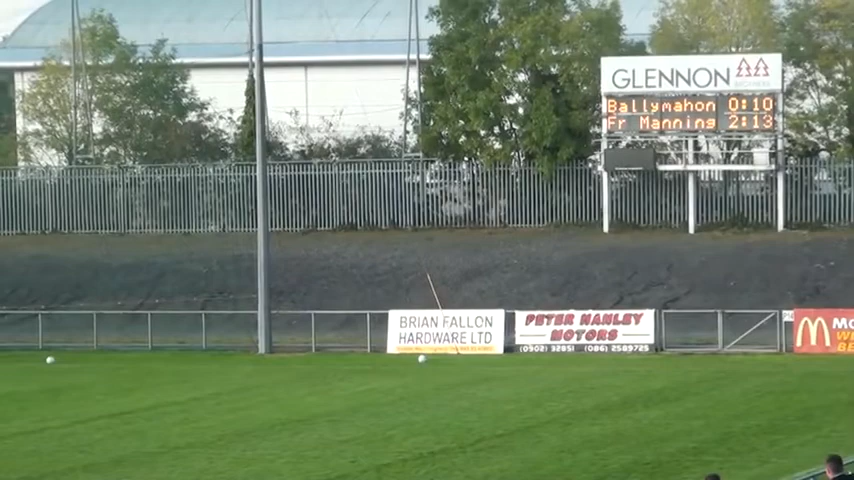 GLENNON
BROTHERS
Ballymahon 0:10
Fr Manning 2:13
BRIAN FALLON
HARDWARE LTD
PETER HANLEY
MOTORS
(0902) 32851 (086) 2589725